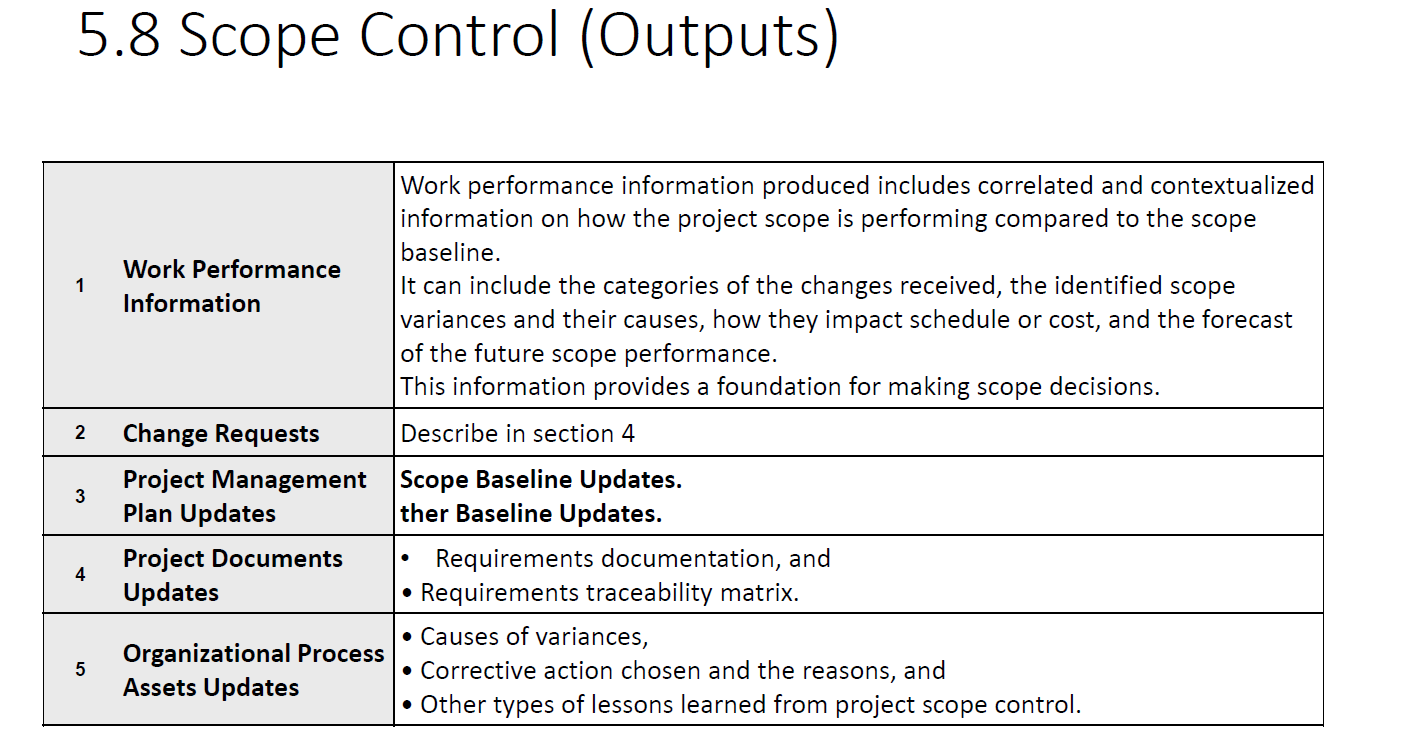 5.8 Scope Control (Outputs)
1
Work Performance
Information
Work performance information produced includes correlated and contextualized
information on how the project scope is performing compared to the scope
baseline.
It can include the categories of the changes received, the identified scope
variances and their causes, how they impact schedule or cost, and the forecast
of the future scope performance.
This information provides a foundation for making scope decisions.
2
Change Requests
Describe in section 4
3
Project Management
Plan Updates
Scope Baseline Updates.
ther Baseline Updates.
4
Project Documents
Updates
• Requirements documentation, and
• Requirements traceability matrix.
5
Organizational Process
Assets Updates
• Causes of variances,
• Corrective action chosen and the reasons, and
• Other types of lessons learned from project scope control.